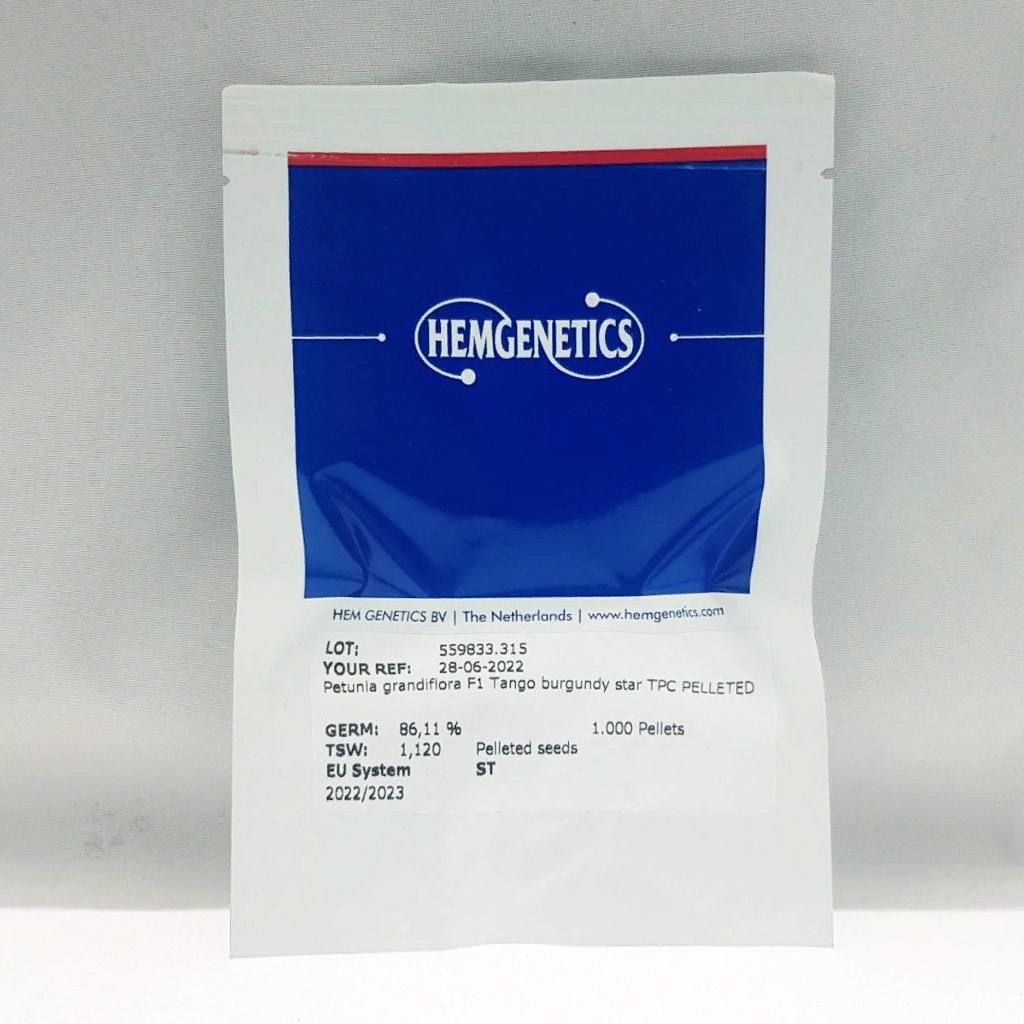 HEMGENETICS
HEM GENETICS BV | The Netherlands | www.hemgenetics.com
LOT: 559833.315
YOUR REF: 28-06-2022
Petunia grandiflora F1 Tango burgundy star TPC PELLETED
GERM: 86,11 % 1.000 Pellets
TSW: 1,120 Pelleted seeds
EU System ST
2022/2023